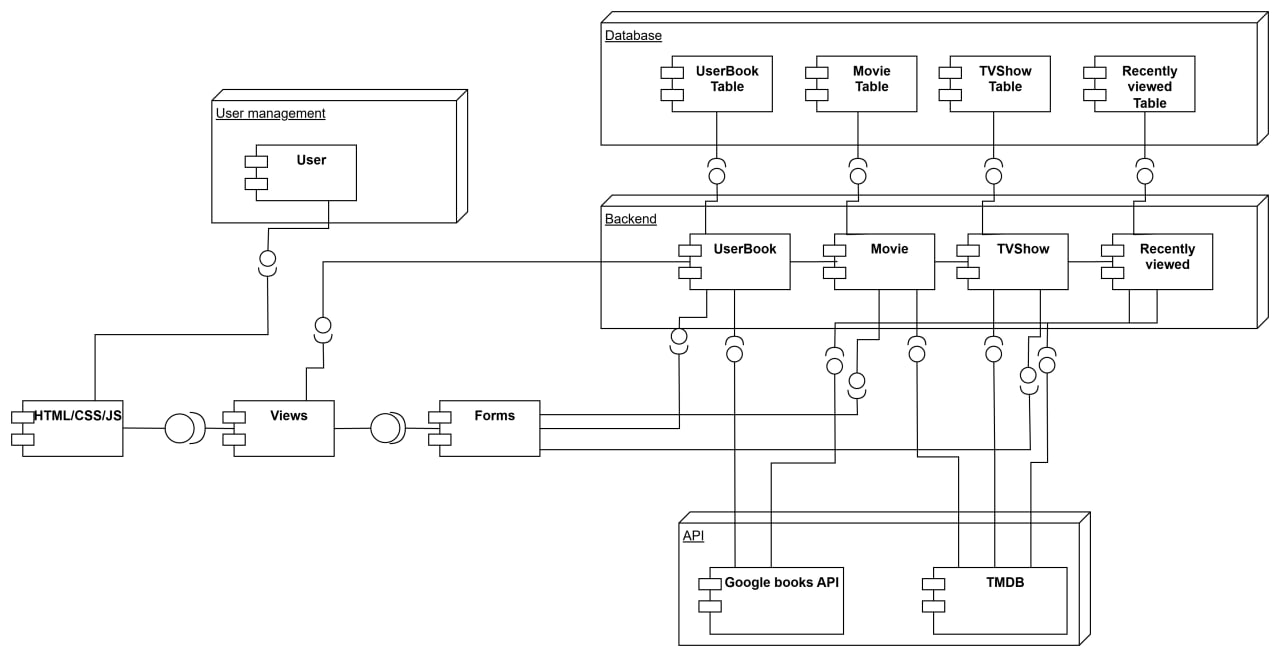 Database
UserBook
Table
Movie
Table
TVShow
Table
Recently
viewed
Table
User management
User
Backend
UserBook
Movie
TVShow
Recently
viewed
HTML/CSS/JS
Views
Forms
API
Google books API
TMDB